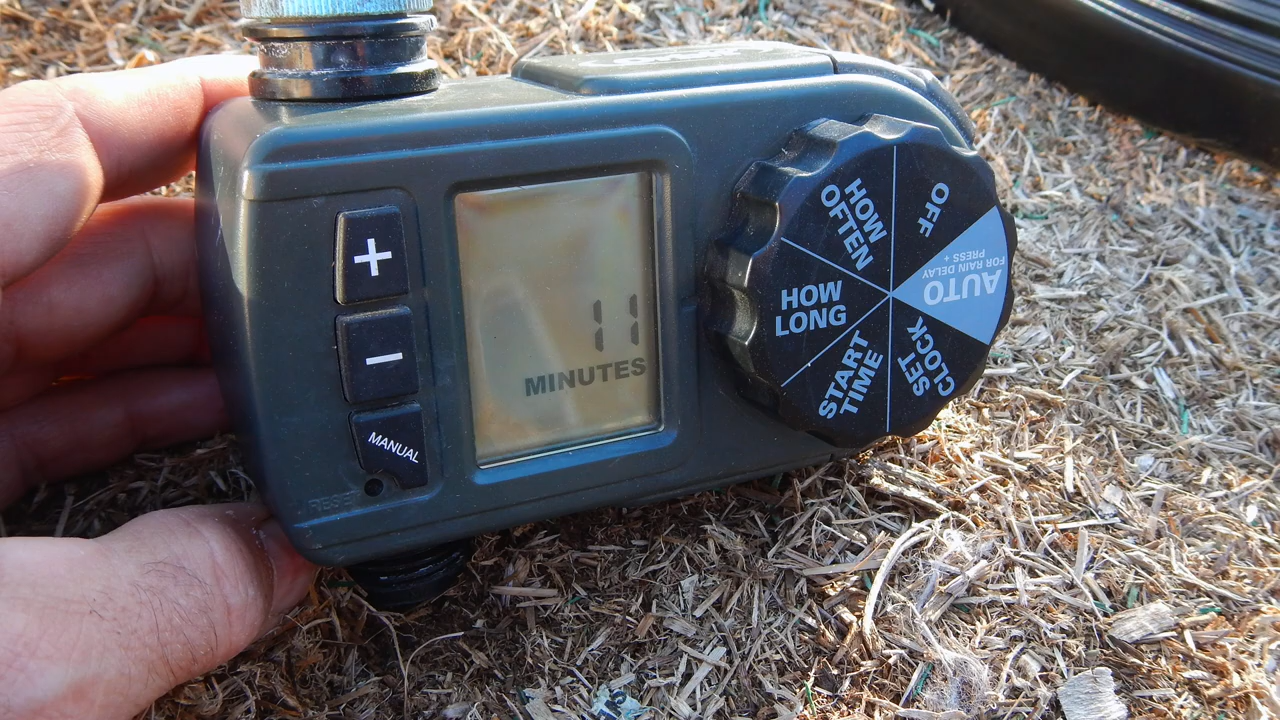 +
−
MANUAL
RESET
11
MINUTES
HOW
OFTEN
OFF
AUTO
FOR RAIN DELAY
PRESS +
SET
CLOCK
START
TIME
HOW
LONG